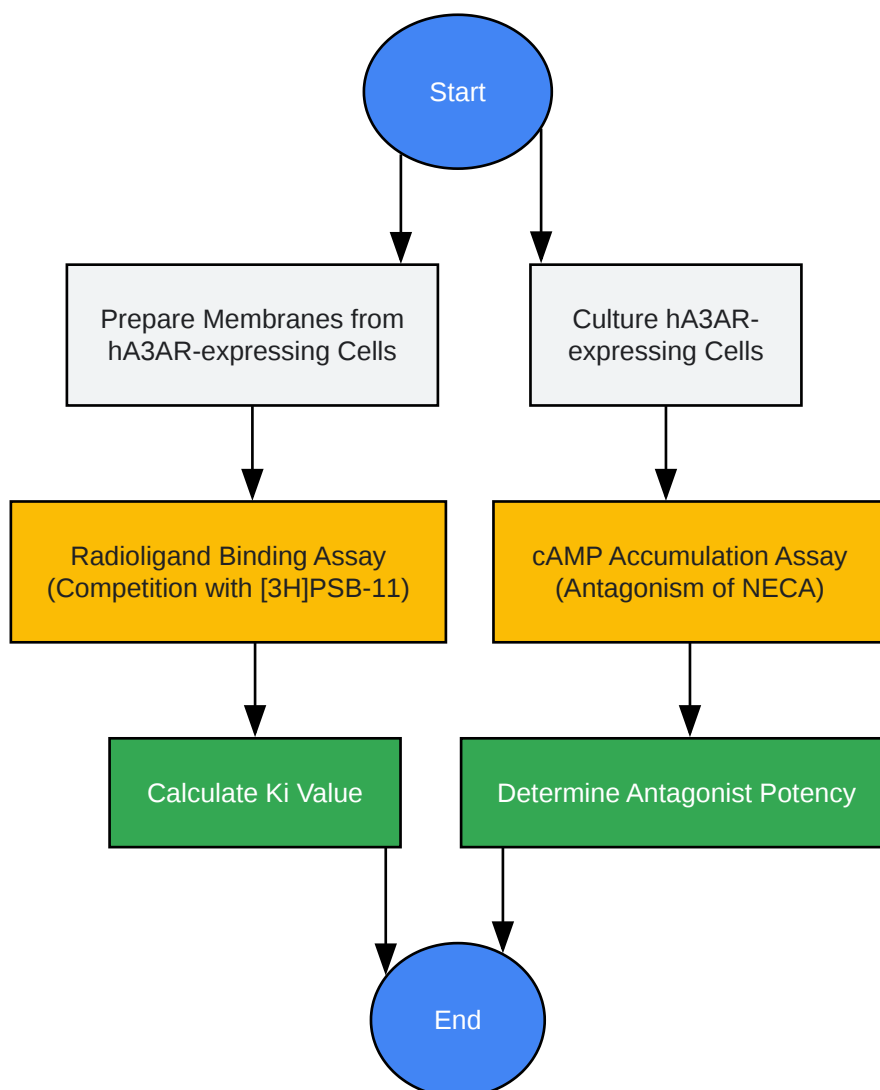 Start
Prepare Membranes from
hA3AR-expressing Cells
Culture hA3AR-
expressing Cells
Radioligand Binding Assay
(Competition with [3H]PSB-11)
cAMP Accumulation Assay
(Antagonism of NECA)
Calculate Ki Value
Determine Antagonist Potency
End